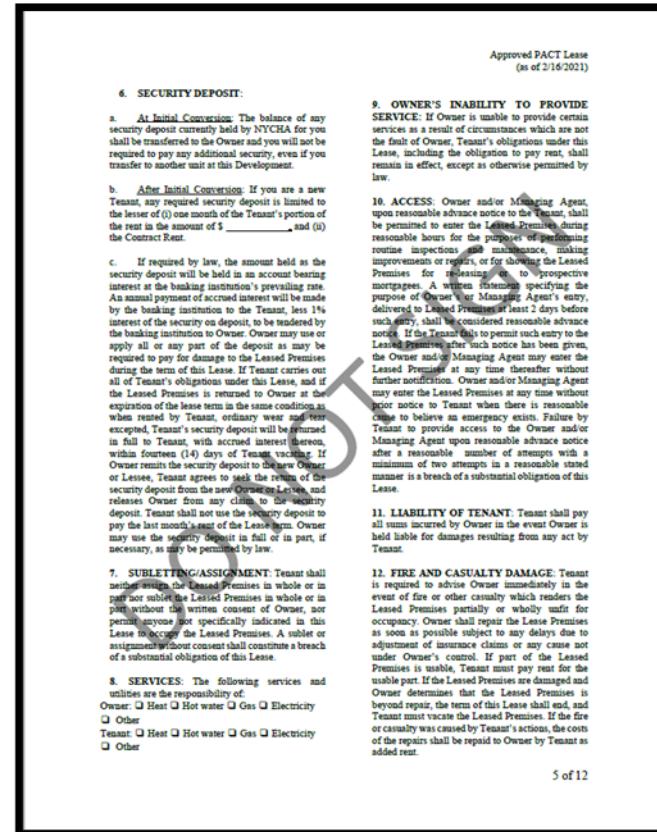 Approved PACT Lease
(as of 2/16/2021)
6. SECURITY DEPOSIT:
a. At Initial Conversion: The balance of any
security deposit currently held by NYCHA for you
shall be transferred to the Owner and you will not be
required to pay any additional security, even if you
transfer to another unit at this Development.
b. After Initial Conversion: If you are a new
Tenant, any required security deposit is limited to
the lesser of (i) one month of the Tenant's portion of
the rent in the amount of $ ____________, and (ii)
the Contract Rent.
c. If required by law, the amount held as the
security deposit will be held in an account bearing
interest at the banking institution's prevailing rate.
An annual payment of accrued interest will be made
by the banking institution to the Tenant, less 1%
interest of the security on deposit, to be tendered by
the banking institution to Owner. Owner may use or
apply all or any part of the deposit as may be
required to pay for damage to the Leased Premises
during the term of this Lease. If Tenant carries out
all of Tenant's obligations under this Lease, and if
the Leased Premises is returned to Owner at the
expiration of the lease term in the same condition as
when rented by Tenant, ordinary wear and tear
excepted, Tenant's security deposit will be returned
in full to Tenant, with accrued interest thereon,
within fourteen (14) days of Tenant vacating. If
Owner remits the security deposit to the new Owner
or Lessee, Tenant agrees to seek the return of the
security deposit from the new Owner or Lessee, and
releases Owner from any claim to the security
deposit. Tenant shall not use the security deposit to
pay the last month's rent of the Lease term. Owner
may use the security deposit in full or in part, if
necessary, as may be permitted by law.
7. SUBLETTING/ASSIGNMENT: Tenant shall
neither assign the Leased Premises in whole or in
part nor sublet the Leased Premises in whole or in
part without the written consent of Owner, nor
permit anyone not specifically indicated in this
Lease to occupy the Leased Premises. A sublet or
assignment without consent shall constitute a breach
of a substantial obligation of this Lease.
8. SERVICES: The following services and
utilities are the responsibility of:
Owner: ❑ Heat ❑ Hot water ❑ Gas ❑ Electricity
❑ Other
Tenant: ❑ Heat ❑ Hot water ❑ Gas ❑ Electricity
❑ Other
9. OWNER'S INABILITY TO PROVIDE
SERVICE: If Owner is unable to provide certain
services as a result of circumstances which are not
the fault of Owner, Tenant's obligations under this
Lease, including the obligation to pay rent, shall
remain in effect, except as otherwise permitted by
law.
10. ACCESS: Owner and/or Managing Agent,
upon reasonable advance notice to the Tenant, shall
be permitted to enter the Leased Premises during
reasonable hours for the purposes of performing
routine inspections and maintenance, making
improvements or repairs, or for showing the Leased
Premises for re-leasing or to prospective
mortgagees. A written statement specifying the
purpose of Owner's or Managing Agent's entry,
delivered to Leased Premises at least 2 days before
such entry, shall be considered reasonable advance
notice. If the Tenant fails to permit such entry to the
Leased Premises after such notice has been given,
the Owner and/or Managing Agent may enter the
Leased Premises at any time thereafter without
further notification. Owner and/or Managing Agent
may enter the Leased Premises at any time without
prior notice to Tenant when there is reasonable
cause to believe an emergency exists. Failure by
Tenant to provide access to the Owner and/or
Managing Agent upon reasonable advance notice
after a reasonable number of attempts with a
minimum of two attempts in a reasonable stated
manner is a breach of a substantial obligation of this
Lease.
11. LIABILITY OF TENANT: Tenant shall pay
all sums incurred by Owner in the event Owner is
held liable for damages resulting from any act by
Tenant.
12. FIRE AND CASUALTY DAMAGE: Tenant
is required to advise Owner immediately in the
event of fire or other casualty which renders the
Leased Premises partially or wholly unfit for
occupancy. Owner shall repair the Lease Premises
as soon as possible subject to any delays due to
adjustment of insurance claims or any cause not
under Owner's control. If part of the Leased
Premises is usable, Tenant must pay rent for the
usable part. If the Leased Premises are damaged and
Owner determines that the Leased Premises is
beyond repair, the term of this Lease shall end, and
Tenant must vacate the Leased Premises. If the fire
or casualty was caused by Tenant's actions, the costs
of the repairs shall be repaid to Owner by Tenant as
added rent.
5 of 12
DO NOT SIGN